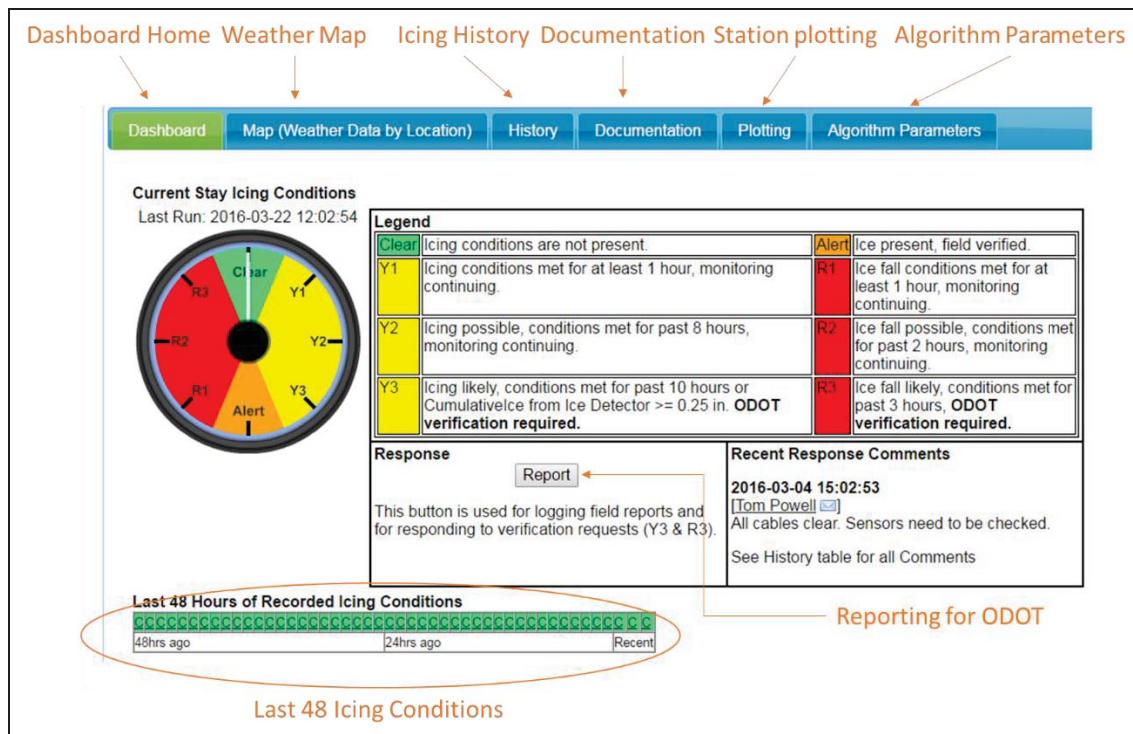 Dashboard Home Weather Map Icing History Documentation Station plotting Algorithm Parameters
Dashboard Map (Weather Data by Location) History Documentation Plotting Algorithm Parameters
Current Stay Icing Conditions
Last Run: 2016-03-22 12:02:54
Clear
Y1
Y2
Y3
Alert
R1
R2
R3
Legend
Clear Icing conditions are not present.
Alert Ice present, field verified.
Y1 Icing conditions met for at least 1 hour, monitoring
continuing.
R1 Ice fall conditions met for at
least 1 hour, monitoring
continuing.
Y2 Icing possible, conditions met for past 8 hours,
monitoring continuing.
R2 Ice fall possible, conditions met
for past 2 hours, monitoring
continuing.
Y3 Icing likely, conditions met for past 10 hours or
CumulativeIce from Ice Detector >= 0.25 in. ODOT
verification required.
R3 Ice fall likely, conditions met for
past 3 hours, ODOT
verification required.
Response
Report
This button is used for logging field reports and
for responding to verification requests (Y3 & R3).
Recent Response Comments
2016-03-04 15:02:53
[Tom Powell ]
All cables clear. Sensors need to be checked.
See History table for all Comments
Reporting for ODOT
Last 48 Hours of Recorded Icing Conditions
C C C C C C C C C C C C C C C C C C C C C C C C C C C C C C C C C C C C C C C C C C C C C C C C
48hrs ago 24hrs ago Recent
Last 48 Icing Conditions